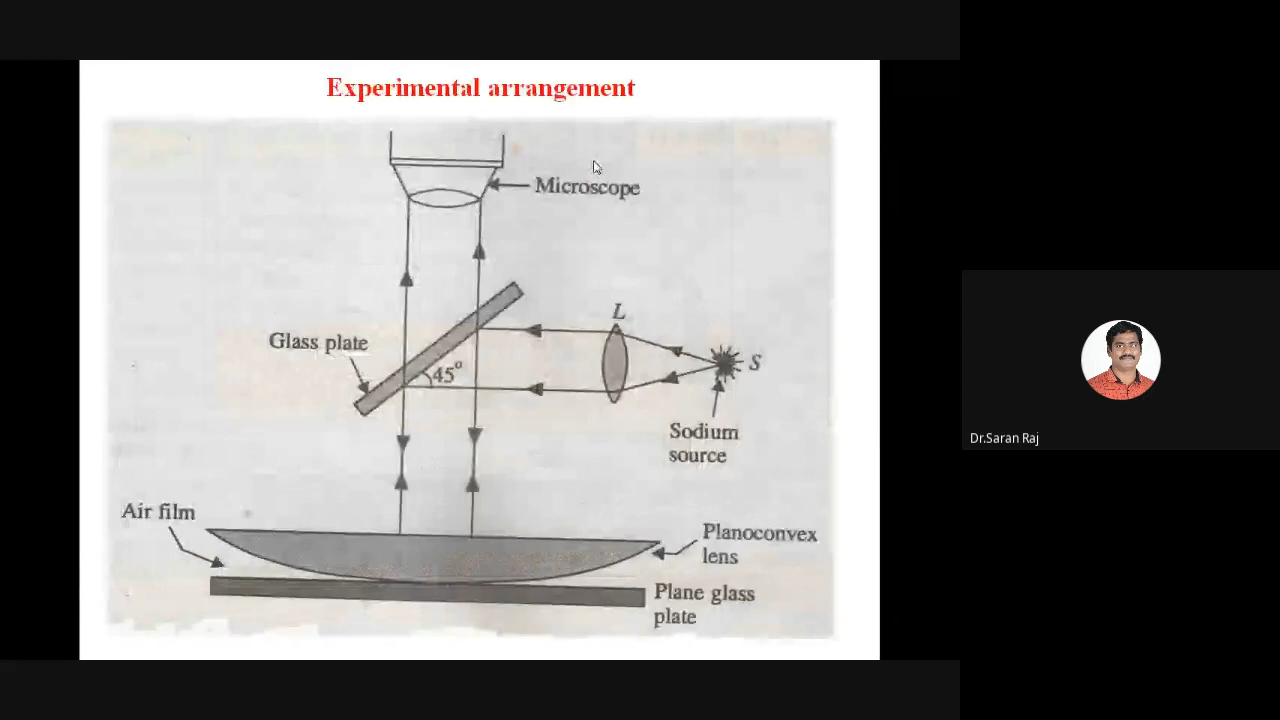 Experimental arrangement
Microscope
L
Glass plate
45°
S
Sodium
source
Air film
Planoconvex
lens
Plane glass
plate
Dr.Saran Raj